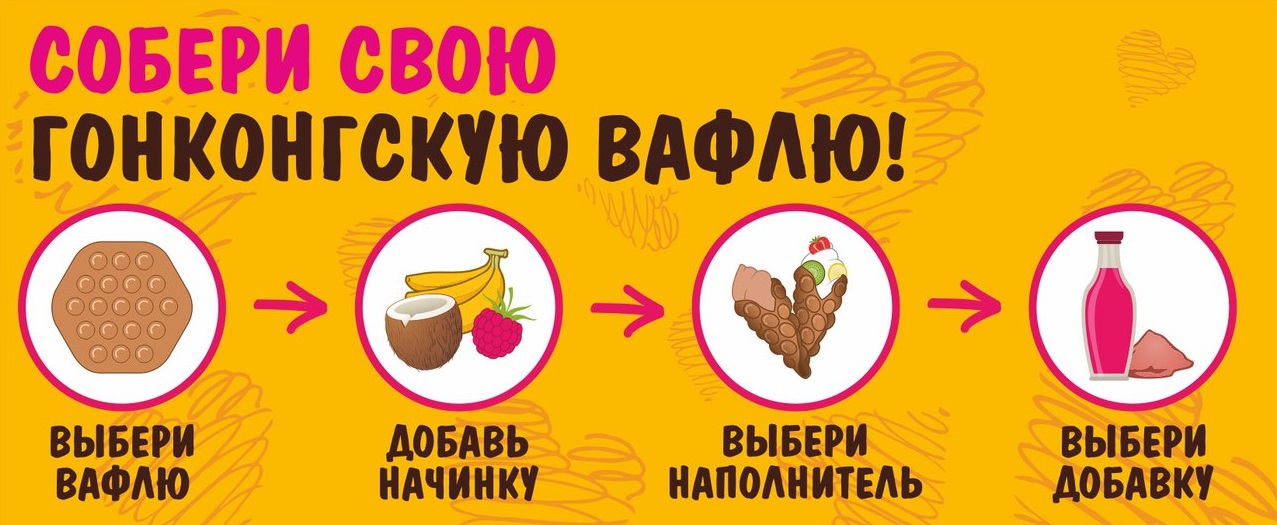 СОБЕРИ СВОЮ
ГОНКОНГСКУЮ ВАФЛЮ!
ВЫБЕРИ
ВАФЛЮ
ДОБАВЬ
НАЧИНКУ
ВЫБЕРИ
НАПОЛНИТЕЛЬ
ВЫБЕРИ
ДОБАВКУ